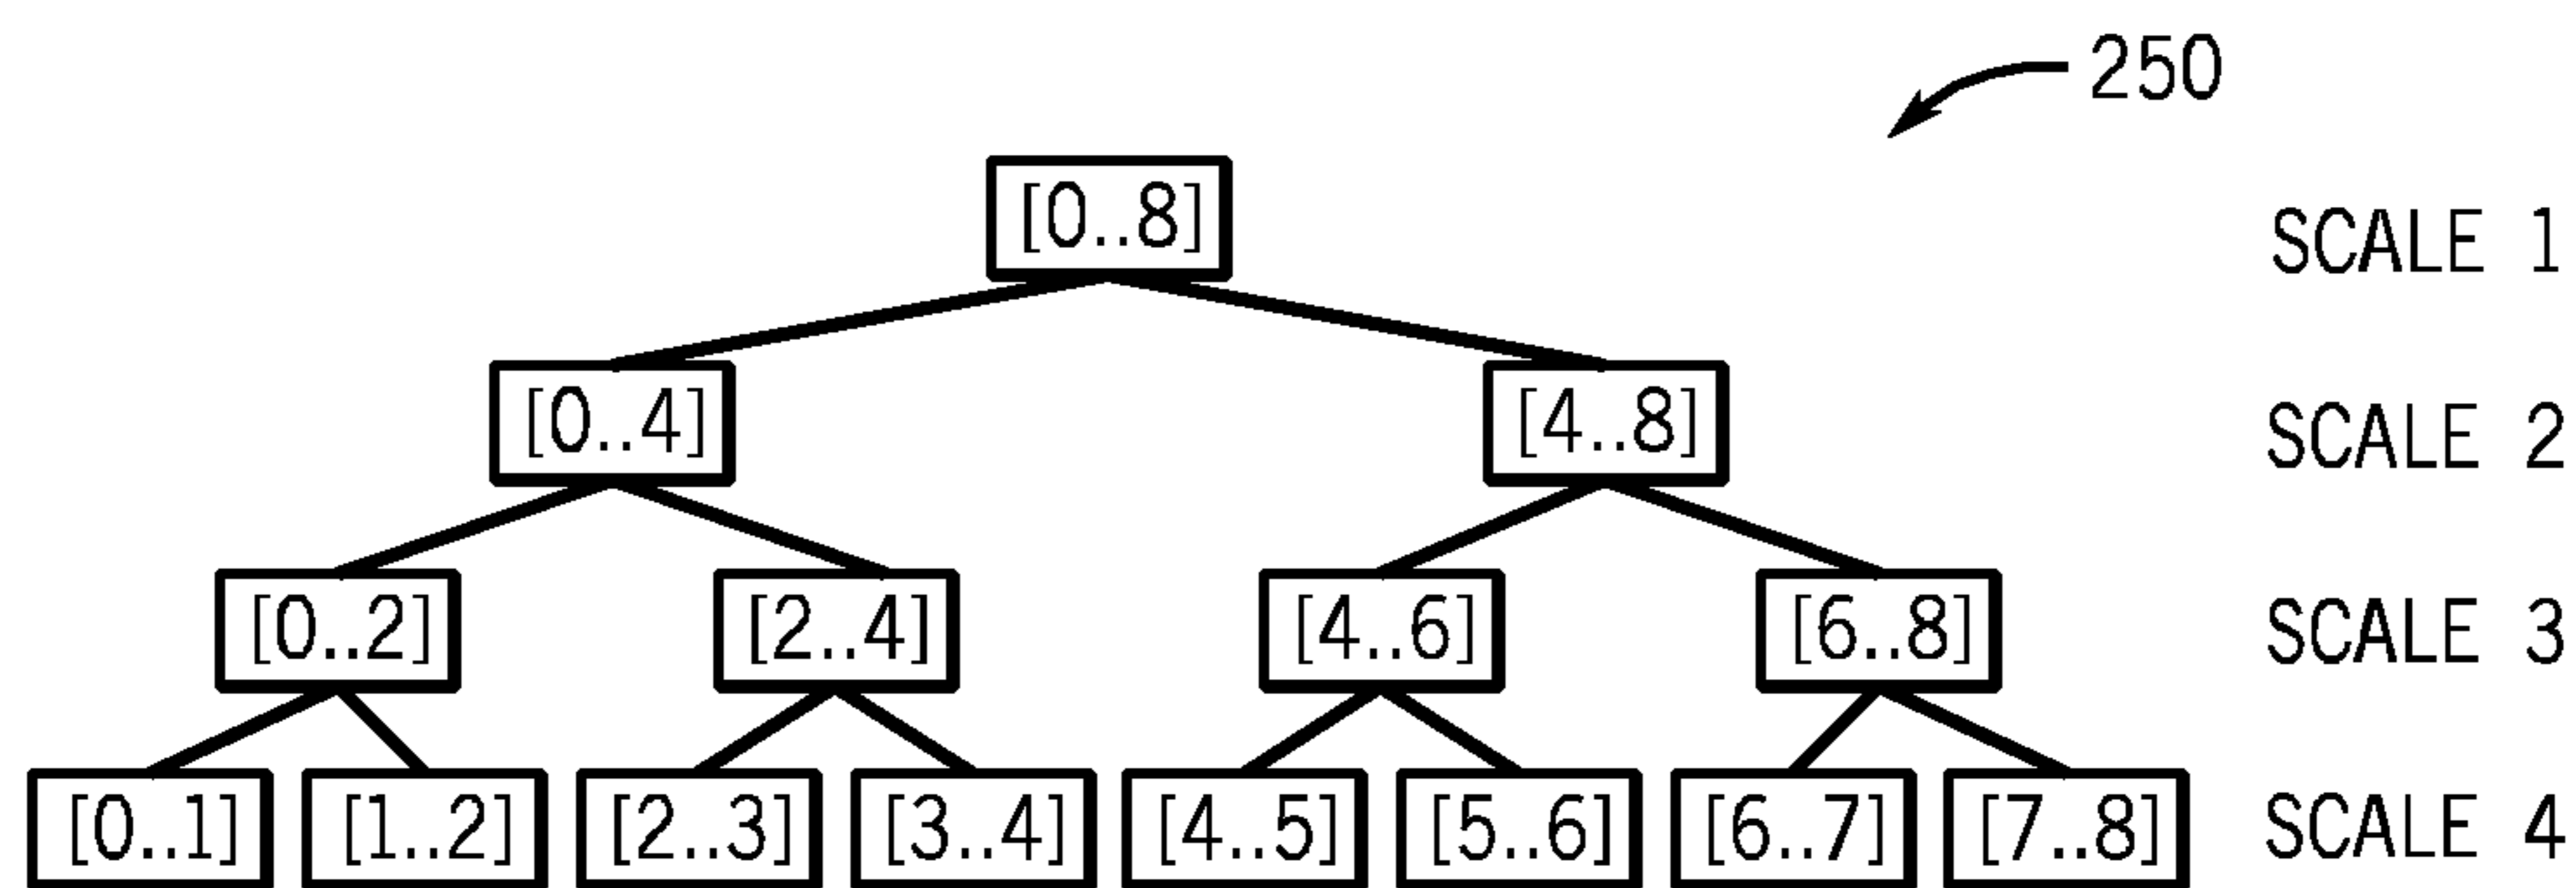 250
[0..8] SCALE 1
[0..4] [4..8] SCALE 2
[0..2] [2..4] [4..6] [6..8] SCALE 3
[0..1] [1..2] [2..3] [3..4] [4..5] [5..6] [6..7] [7..8] SCALE 4